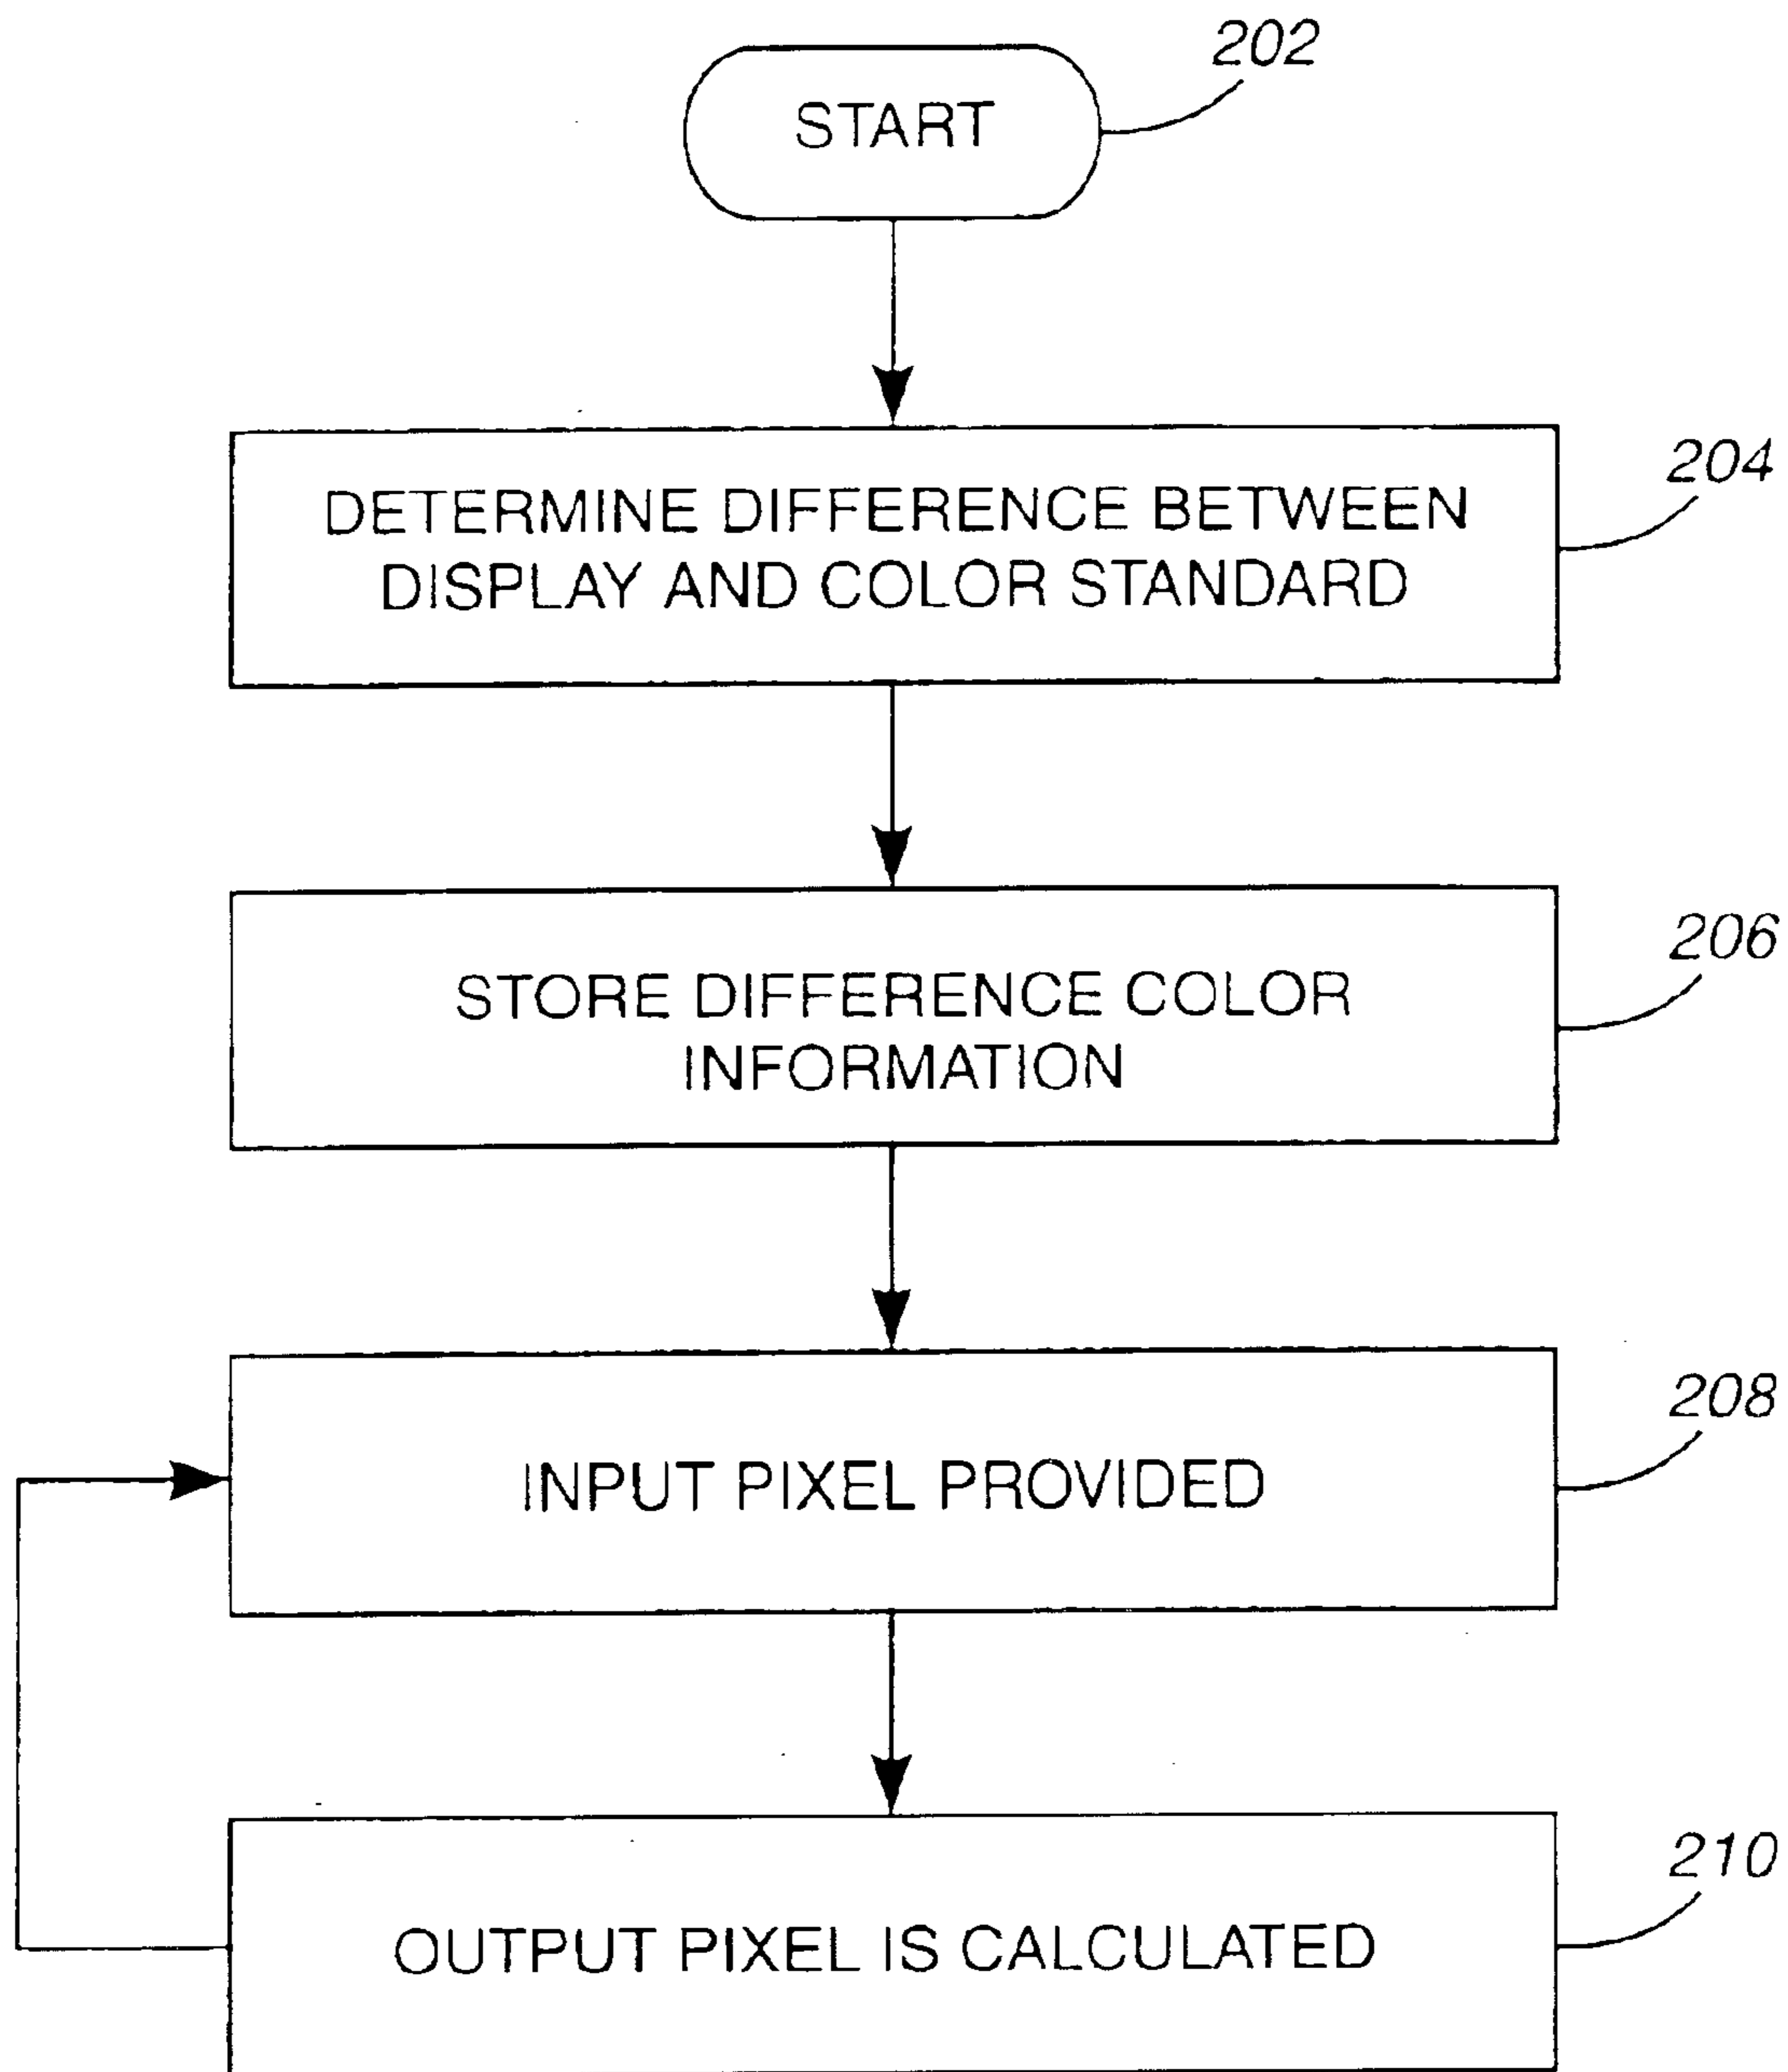 202
START
204
DETERMINE DIFFERENCE BETWEEN
DISPLAY AND COLOR STANDARD
206
STORE DIFFERENCE COLOR
INFORMATION
208
INPUT PIXEL PROVIDED
210
OUTPUT PIXEL IS CALCULATED